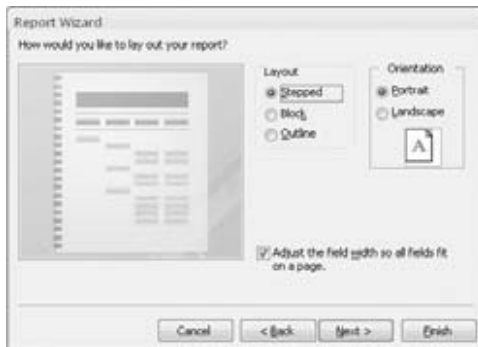 Report Wizard
How would you like to lay out your report?
Layout
Stepped
Block
Outline
Orientation
Portrait
Landscape
A
Adjust the field width so all fields fit
on a page.
Cancel
< Back
Next >
Finish